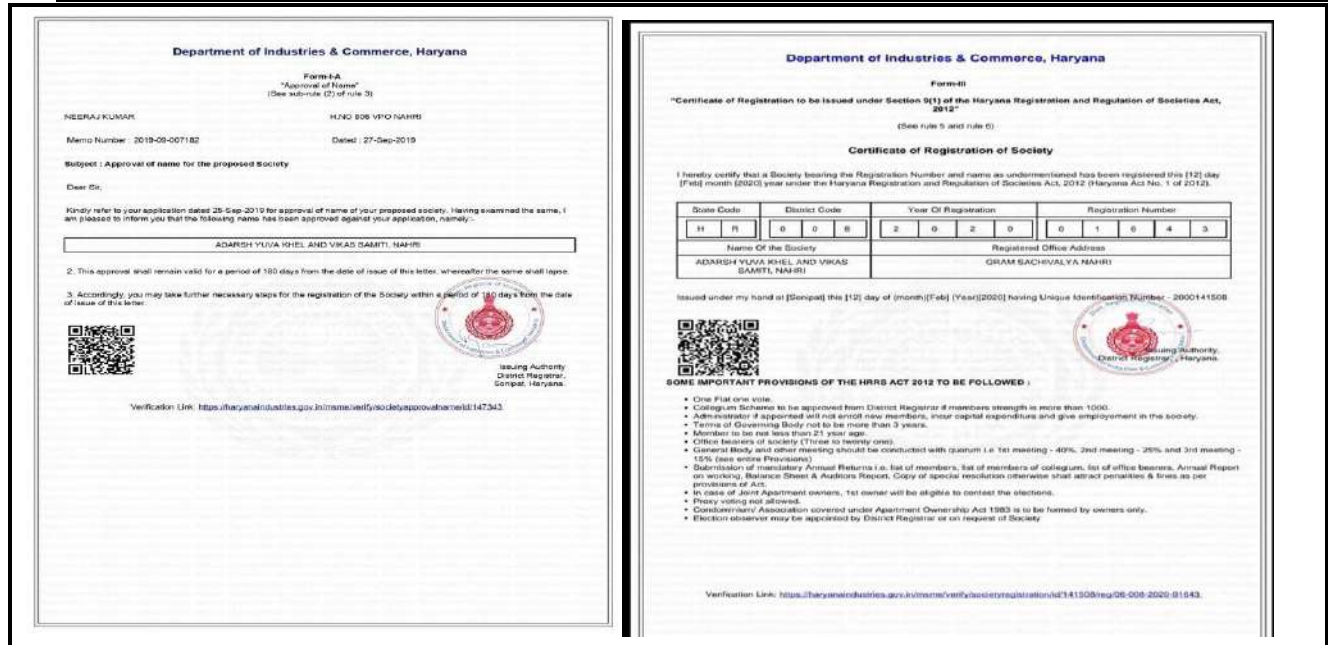 Department of Industries & Commerce, Haryana
Form-I-A
"Approval of Name"
(See sub-rule (2) of rule 3)
NEERAJ KUMAR H.NO 806 VPO NAHRI
Memo Number : 2019-09-007182 Dated : 27-Sep-2019
Subject : Approval of name for the proposed Society
Dear Sir,
Kindly refer to your application dated 25-Sep-2019 for approval of name of your proposed society. Having examined the same, I
am pleased to inform you that the following name has been approved against your application, namely:-
ADARSH YUVA KHEL AND VIKAS SAMITI, NAHRI
2. This approval shall remain valid for a period of 180 days from the date of issue of this letter, whereafter the same shall lapse.
3. Accordingly, you may take further necessary steps for the registration of the Society within a period of 180 days from the date
of issue of this letter.
Issuing Authority
District Registrar,
Sonipat, Haryana.
Verification Link: https://haryanaindustries.gov.in/msme/verify/societyapprovalname/id/147343
Department of Industries & Commerce, Haryana
Form-III
"Certificate of Registration to be issued under Section 9(1) of the Haryana Registration and Regulation of Societies Act,
2012"
(See rule 5 and rule 6)
Certificate of Registration of Society
I hereby certify that a Society bearing the Registration Number and name as undermentioned has been registered this [12] day
[Feb] month [2020] year under the Haryana Registration and Regulation of Societies Act, 2012 (Haryana Act No. 1 of 2012).
State Code District Code Year Of Registration Registration Number
H R 0 0 8 2 0 2 0 0 1 6 4 3
Name Of the Society Registered Office Address
ADARSH YUVA KHEL AND VIKAS GRAM SACHIVALYA NAHRI
SAMITI, NAHRI
Issued under my hand at [Sonipat] this [12] day of (month)[Feb] (Year)[2020] having Unique Identification Number - 2000141508
Issuing Authority,
District Registrar, , Haryana.
SOME IMPORTANT PROVISIONS OF THE HRRS ACT 2012 TO BE FOLLOWED :
• One Flat one vote.
• Collegium Scheme to be approved from District Registrar if members strength is more than 1000.
• Administrator if appointed will not enroll new members, incur capital expenditure and give employement in the society.
• Terms of Governing Body not to be more than 3 years.
• Member to be not less than 21 year age.
• Office bearers of society (Three to twenty one).
• General Body and other meeting should be conducted with quorum i.e 1st meeting - 40%, 2nd meeting - 25% and 3rd meeting -
15% (see entire Provisions)
• Submission of mandatory Annual Returns i.e. list of members, list of members of collegium, list of office bearers, Annual Report
on working, Balance Sheet & Auditors Report, Copy of special resolution otherwise shall attract penalities & fines as per
provisions of Act.
• In case of Joint Apartment owners, 1st owner will be eligible to contest the elections.
• Proxy voting not allowed.
• Condominium/ Association covered under Apartment Ownership Act 1983 is to be formed by owners only.
• Election observer may be appointed by District Registrar or on request of Society
Verification Link: https://haryanaindustries.gov.in/msme/verify/societyregistration/id/141508/reg/06-008-2020-01643